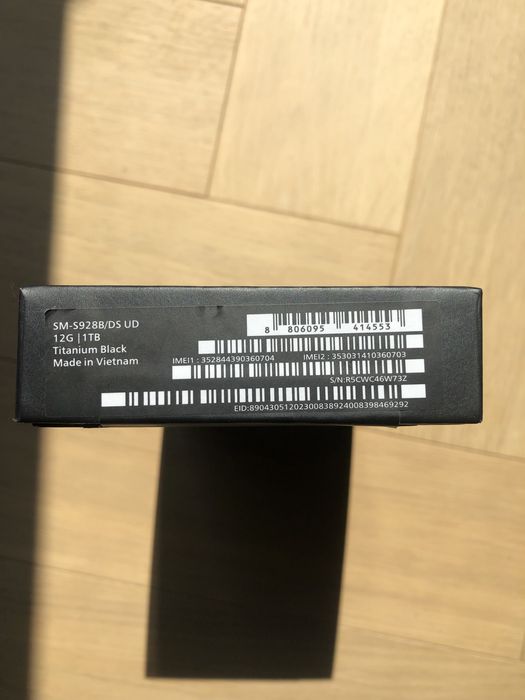 SM-S928B/DS UD
12G | 1TB
Titanium Black
Made in Vietnam
8 806095 414553
IMEI1 : 352844390360704 IMEI2 : 353031410360703
S/N:R5CWC46W73Z
EID:89043051202300838924008398469292